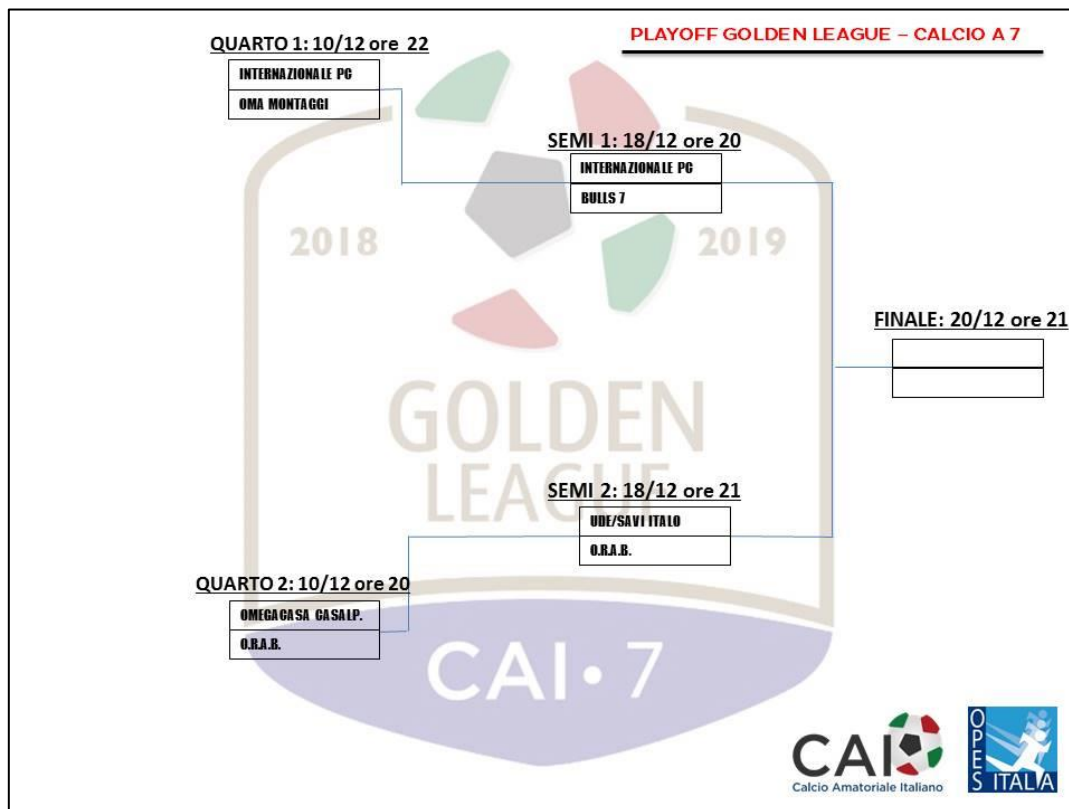 PLAYOFF GOLDEN LEAGUE – CALCIO A 7
QUARTO 1: 10/12 ore 22
INTERNAZIONALE PC
OMA MONTAGGI
SEMI 1: 18/12 ore 20
INTERNAZIONALE PC
BULLS 7
2018
2019
FINALE: 20/12 ore 21
GOLDEN
LEAGUE
SEMI 2: 18/12 ore 21
UDE/SAVI ITALO
O.R.A.B.
QUARTO 2: 10/12 ore 20
OMEGACASA CASALP.
O.R.A.B.
CAI • 7
CAI
Calcio Amatoriale Italiano
OPES
ITALIA